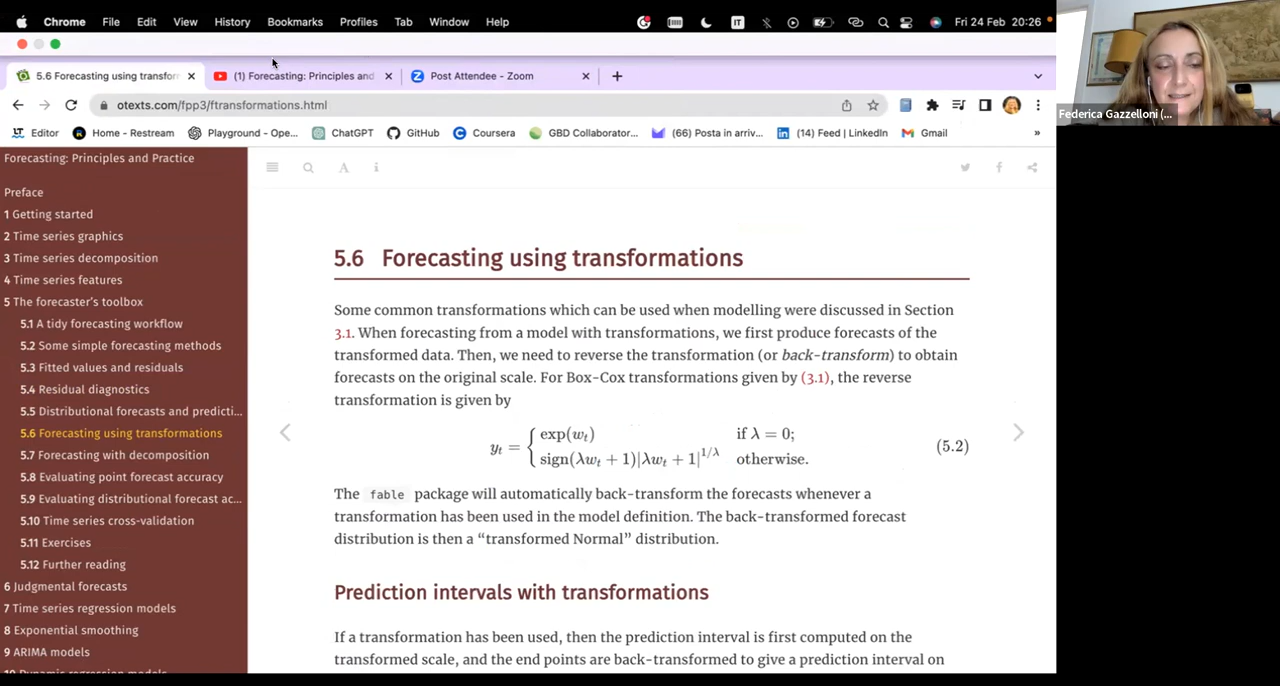 Chrome File Edit View History Bookmarks Profiles Tab Window Help IT Fri 24 Feb 20:26
5.6 Forecasting using transform (1) Forecasting: Principles and Post Attendee - Zoom
otexts.com/fpp3/ftransformations.html
Editor Home - Restream Playground - Ope... ChatGPT GitHub Coursera GBD Collaborator... (66) Posta in arriv... (14) Feed | LinkedIn Gmail »
Federica Gazzelloni (...
Forecasting: Principles and Practice
Preface
1 Getting started
2 Time series graphics
3 Time series decomposition
4 Time series features
5 The forecaster's toolbox
5.1 A tidy forecasting workflow
5.2 Some simple forecasting methods
5.3 Fitted values and residuals
5.4 Residual diagnostics
5.5 Distributional forecasts and predicti...
5.6 Forecasting using transformations
5.7 Forecasting with decomposition
5.8 Evaluating point forecast accuracy
5.9 Evaluating distributional forecast ac...
5.10 Time series cross-validation
5.11 Exercises
5.12 Further reading
6 Judgmental forecasts
7 Time series regression models
8 Exponential smoothing
9 ARIMA models
5.6 Forecasting using transformations
Some common transformations which can be used when modelling were discussed in Section
3.1. When forecasting from a model with transformations, we first produce forecasts of the
transformed data. Then, we need to reverse the transformation (or back-transform) to obtain
forecasts on the original scale. For Box-Cox transformations given by (3.1), the reverse
transformation is given by
yₜ = { exp(wₜ) if λ = 0;
sign(λwₜ + 1)|λwₜ + 1|^1/λ otherwise. (5.2)
The fable package will automatically back-transform the forecasts whenever a
transformation has been used in the model definition. The back-transformed forecast
distribution is then a “transformed Normal” distribution.
Prediction intervals with transformations
If a transformation has been used, then the prediction interval is first computed on the
transformed scale, and the end points are back-transformed to give a prediction interval on